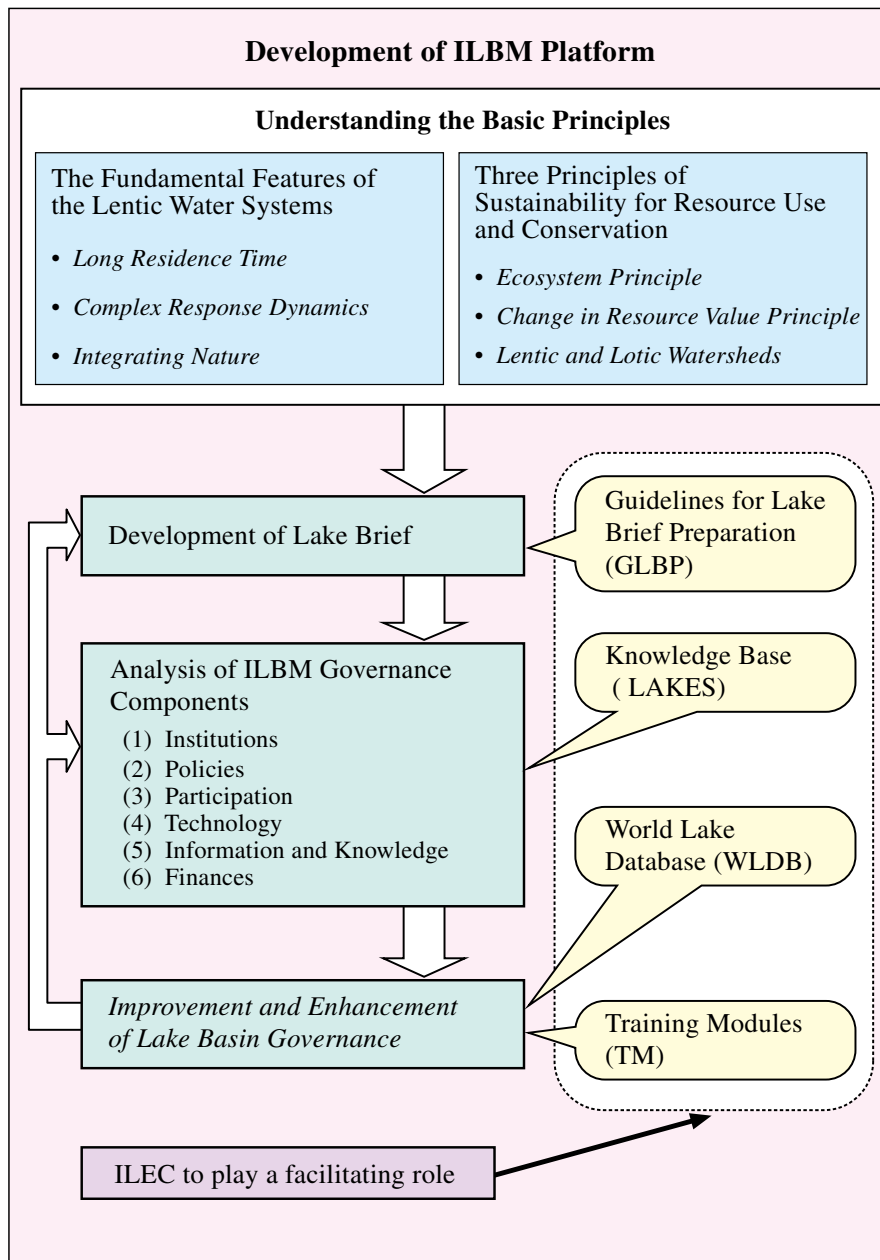 Development of ILBM Platform
Understanding the Basic Principles
The Fundamental Features of
the Lentic Water Systems
• Long Residence Time
• Complex Response Dynamics
• Integrating Nature
Three Principles of
Sustainability for Resource Use
and Conservation
• Ecosystem Principle
• Change in Resource Value Principle
• Lentic and Lotic Watersheds
Development of Lake Brief
Guidelines for Lake
Brief Preparation
(GLBP)
Analysis of ILBM Governance
Components
(1) Institutions
(2) Policies
(3) Participation
(4) Technology
(5) Information and Knowledge
(6) Finances
Knowledge Base
( LAKES)
World Lake
Database (WLDB)
Improvement and Enhancement
of Lake Basin Governance
Training Modules
(TM)
ILEC to play a facilitating role